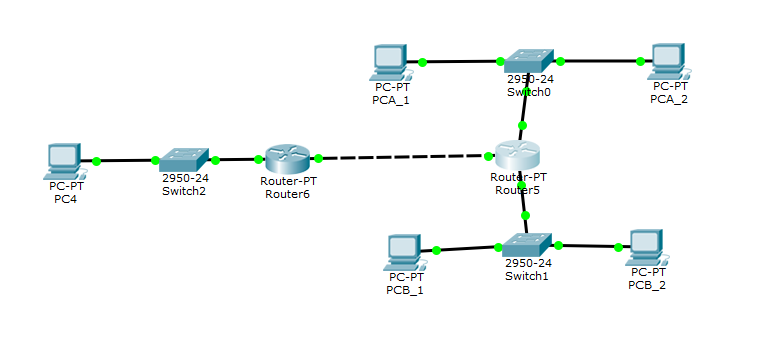 PC-PT
PCA_1
2950-24
Switch0
PC-PT
PCA_2
PC-PT
PC4
2950-24
Switch2
Router-PT
Router6
Router-PT
Router5
PC-PT
PCB_1
2950-24
Switch1
PC-PT
PCB_2